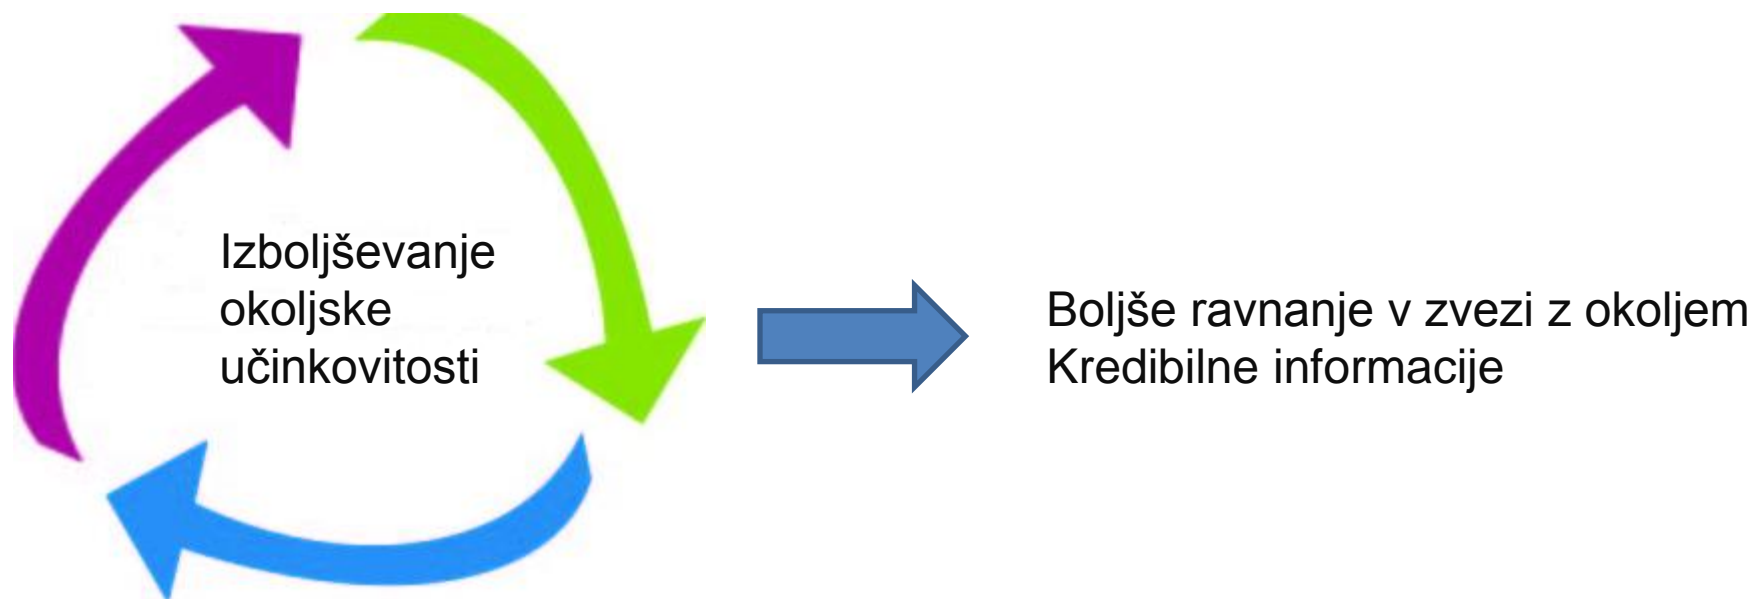 Izboljševanje
okoljske
učinkovitosti
Boljše ravnanje v zvezi z okoljem
Kredibilne informacije